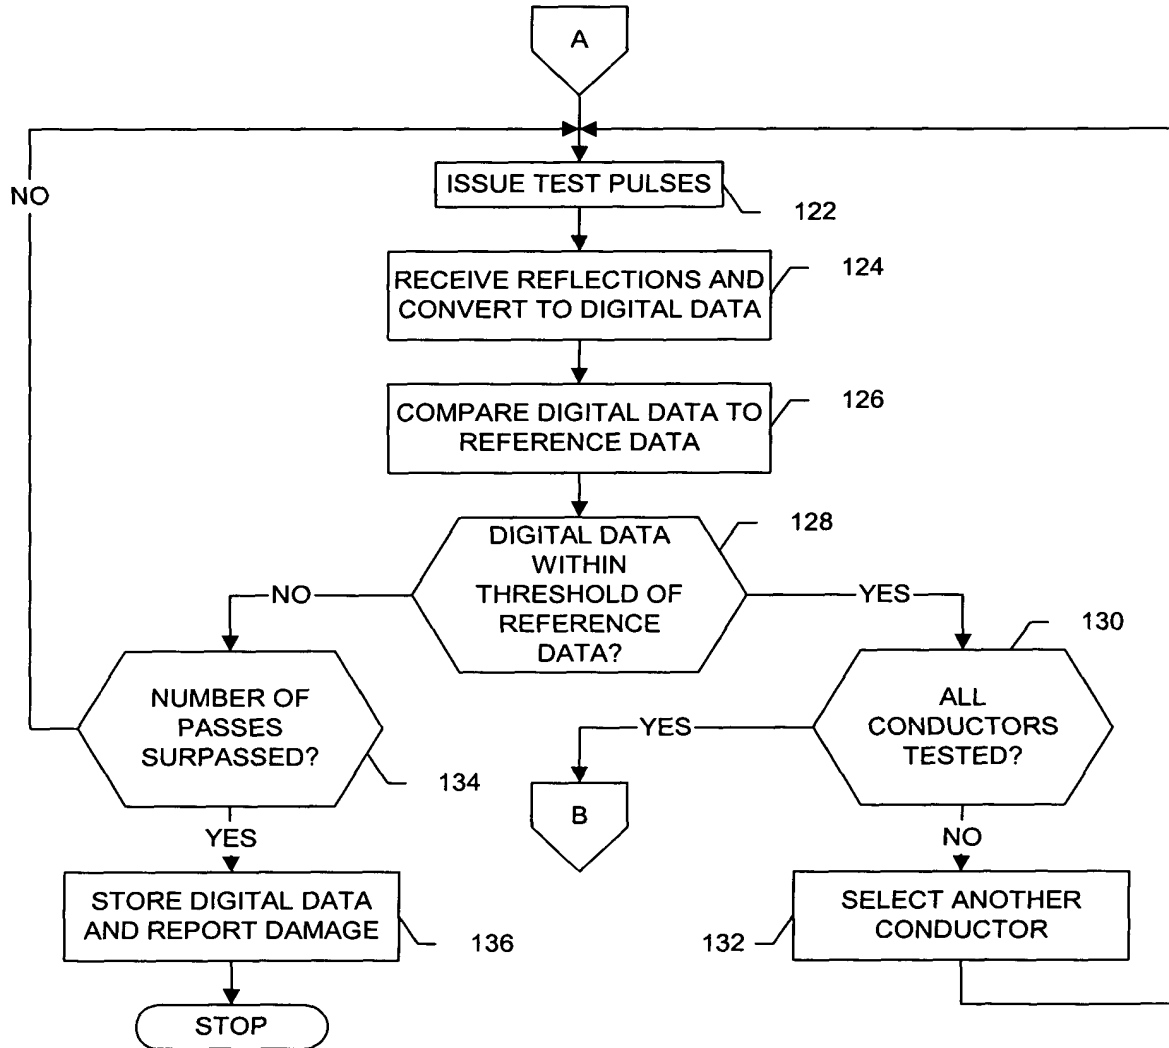 A
NO
ISSUE TEST PULSES
122
RECEIVE REFLECTIONS AND
CONVERT TO DIGITAL DATA
124
COMPARE DIGITAL DATA TO
REFERENCE DATA
126
DIGITAL DATA
WITHIN
THRESHOLD OF
REFERENCE
DATA?
128
NO
YES
130
NUMBER OF
PASSES
SURPASSED?
134
YES
ALL
CONDUCTORS
TESTED?
B
YES
NO
STORE DIGITAL DATA
AND REPORT DAMAGE
136
SELECT ANOTHER
CONDUCTOR
132
STOP